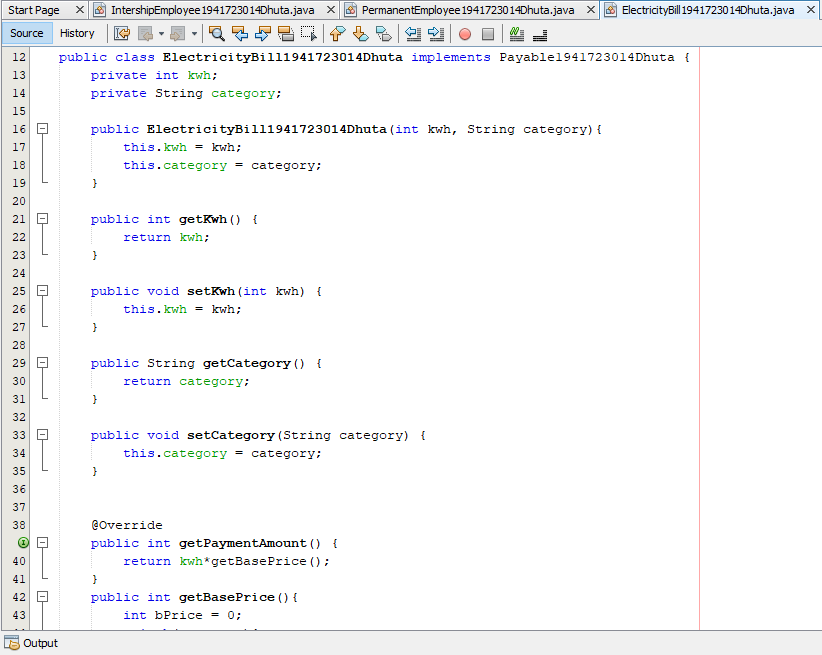 Start Page IntershipEmployee1941723014Dhuta.java PermanentEmployee1941723014Dhuta.java ElectricityBill1941723014Dhuta.java
Source History
12 public class ElectricityBill1941723014Dhuta implements Payable1941723014Dhuta {
13 private int kwh;
14 private String category;
15
16 public ElectricityBill1941723014Dhuta(int kwh, String category){
17 this.kwh = kwh;
18 this.category = category;
19 }
20
21 public int getKwh() {
22 return kwh;
23 }
24
25 public void setKwh(int kwh) {
26 this.kwh = kwh;
27 }
28
29 public String getCategory() {
30 return category;
31 }
32
33 public void setCategory(String category) {
34 this.category = category;
35 }
36
37
38 @Override
public int getPaymentAmount() {
40 return kwh*getBasePrice();
41 }
42 public int getBasePrice(){
43 int bPrice = 0;
Output